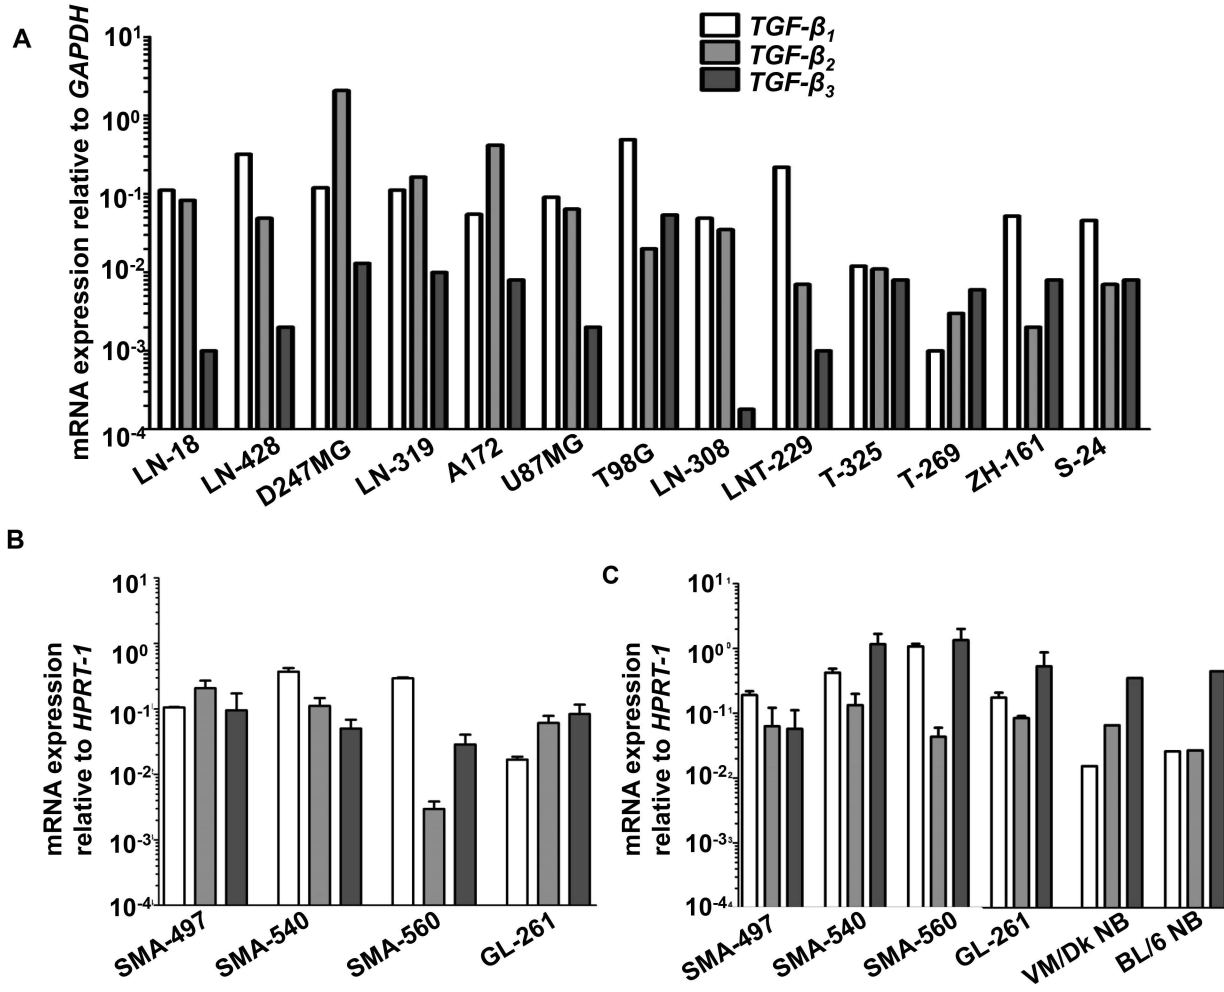 A
mRNA expression relative to GAPDH
10¹
10⁰
10⁻¹
10⁻²
10⁻³
10⁻⁴
TGF-β₁
TGF-β₂
TGF-β₃
LN-18
LN-428
D247MG
LN-319
A172
U87MG
T98G
LN-308
LNT-229
T-325
T-269
ZH-161
S-24
B
mRNA expression
relative to HPRT-1
10¹
10⁰
10⁻¹
10⁻²
10⁻³
10⁻⁴
SMA-497
SMA-540
SMA-560
GL-261
C
mRNA expression
relative to HPRT-1
10¹
10⁰
10⁻¹
10⁻²
10⁻³
10⁻⁴
SMA-497
SMA-540
SMA-560
GL-261
VM/Dk NB
BL/6 NB